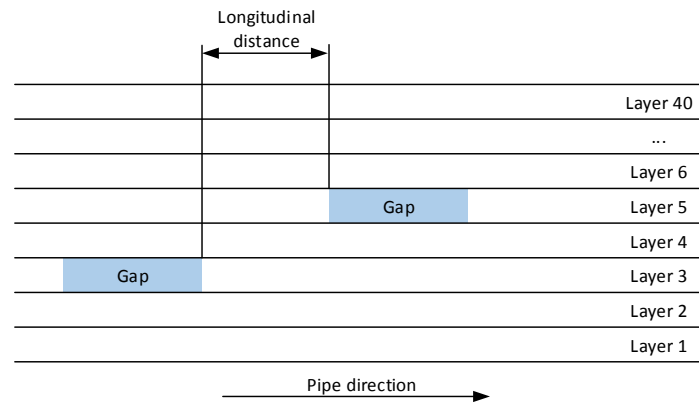 Longitudinal
distance
Layer 40
...
Layer 6
Gap Layer 5
Layer 4
Gap Layer 3
Layer 2
Layer 1
Pipe direction